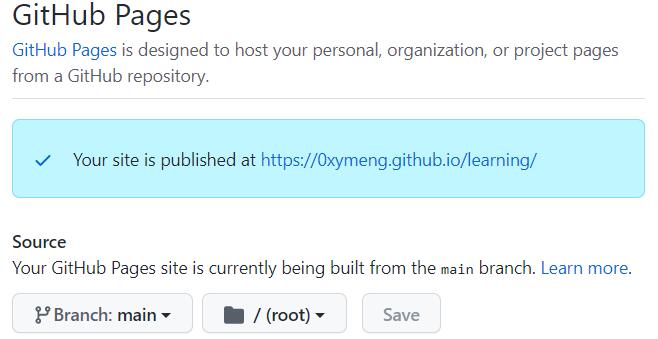 GitHub Pages
GitHub Pages is designed to host your personal, organization, or project pages
from a GitHub repository.
Your site is published at https://0xymeng.github.io/learning/
Source
Your GitHub Pages site is currently being built from the main branch. Learn more.
Branch: main
/ (root)
Save